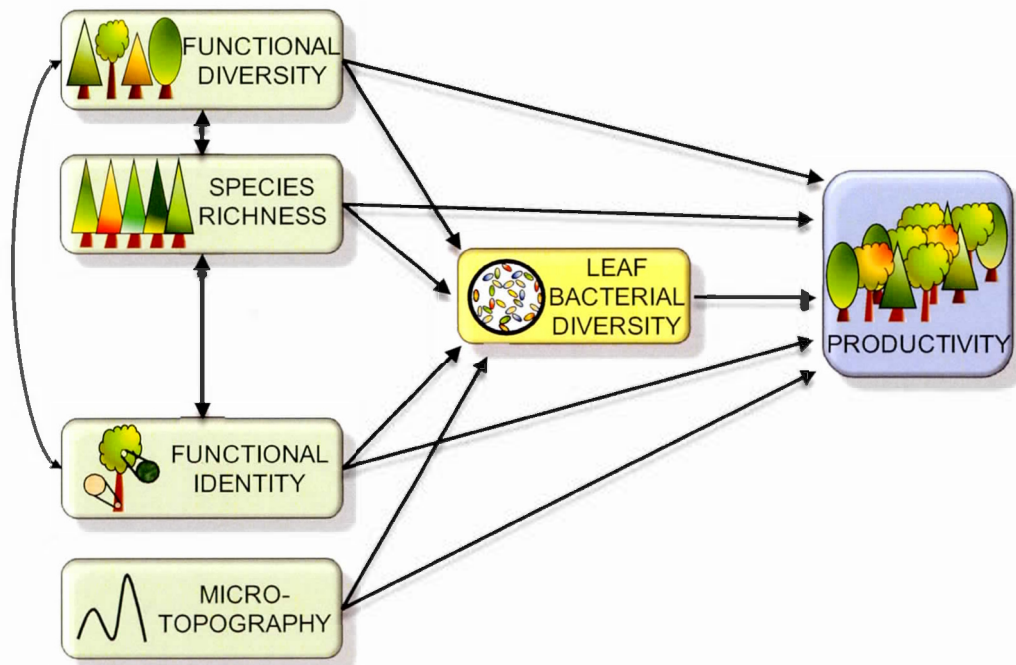 FUNCTIONAL
DIVERSITY
SPECIES
RICHNESS
LEAF
BACTERIAL
DIVERSITY
PRODUCTIVITY
FUNCTIONAL
IDENTITY
MICRO-
TOPOGRAPHY